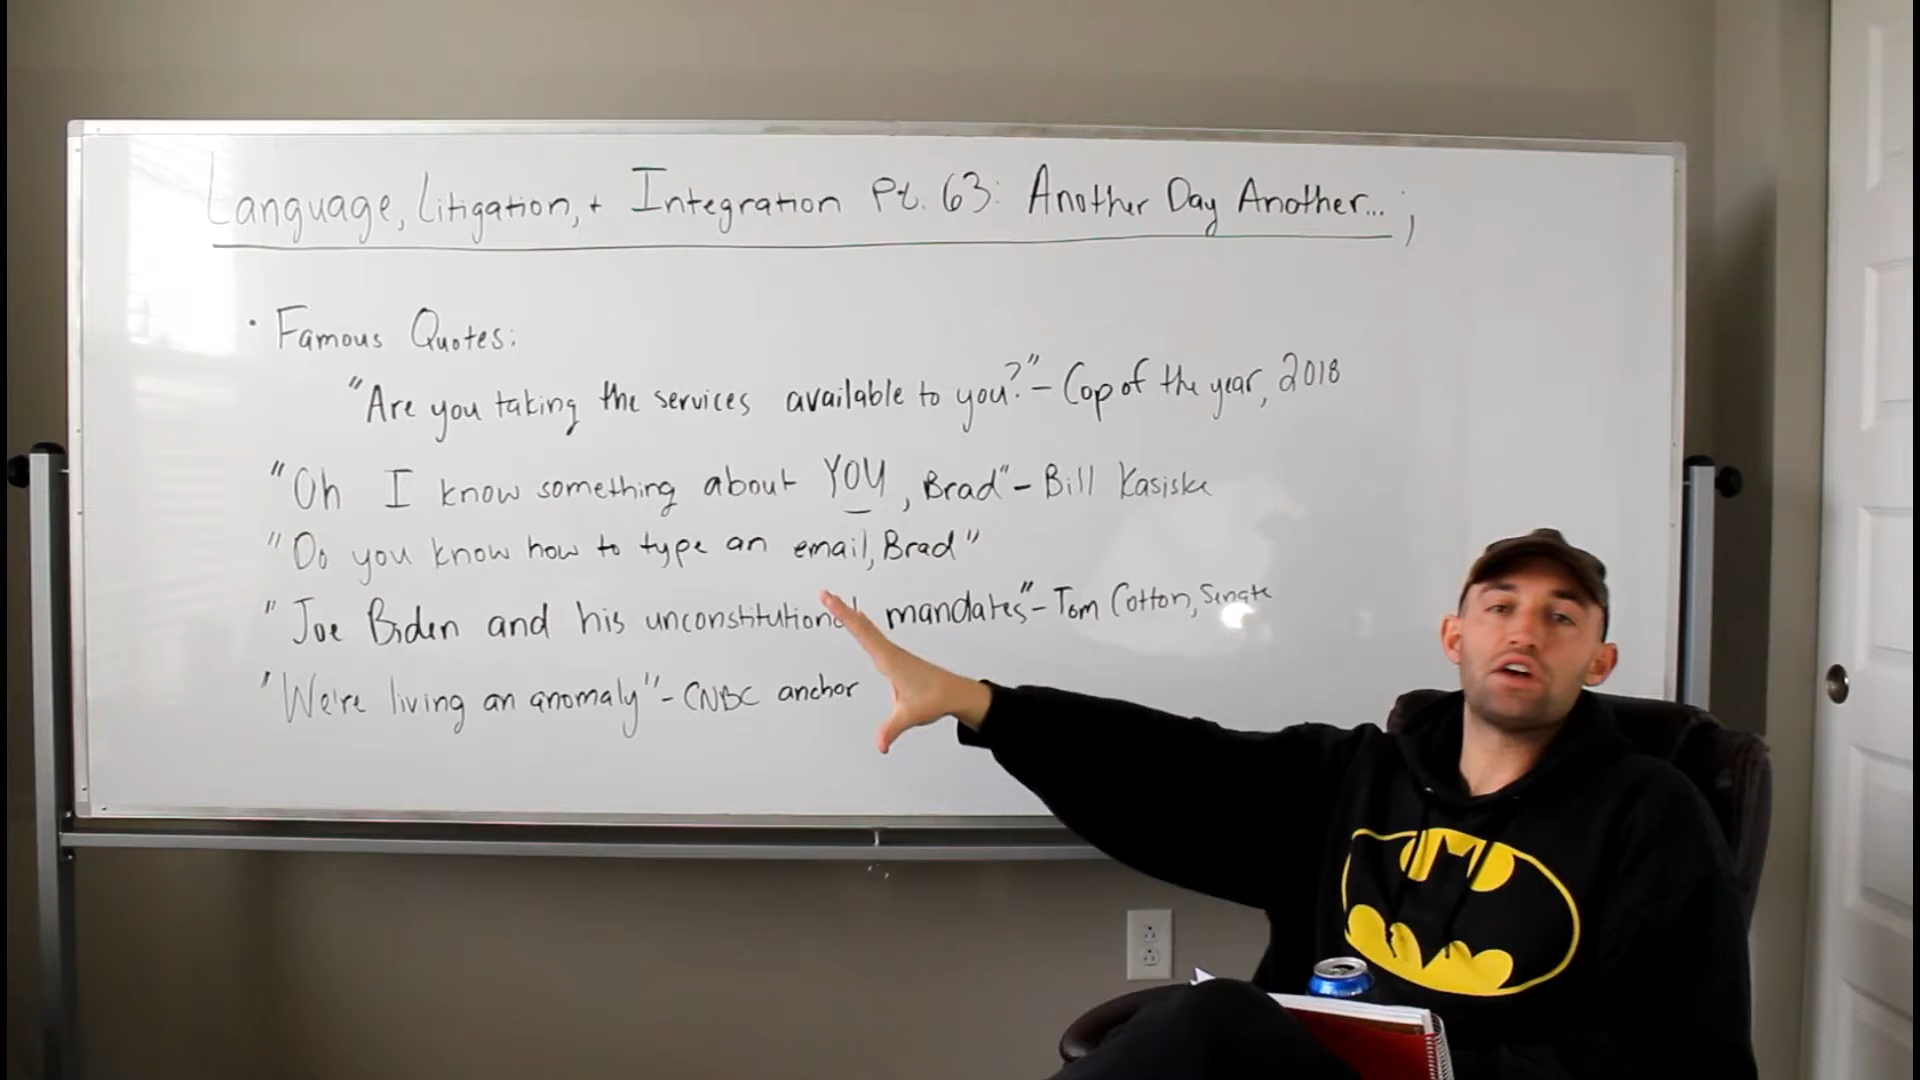 Language, Litigation, + Integration Pt. 63: Another Day Another... ;
• Famous Quotes:
"Are you taking the services available to you?" - Cop of the year, 2018
"Oh I know something about YOU, Brad" - Bill Kasiske
"Do you know how to type an email, Brad"
"Joe Biden and his unconstitutional mandates" - Tom Cotton, Senate
"We're living an anomaly" - CNBC anchor